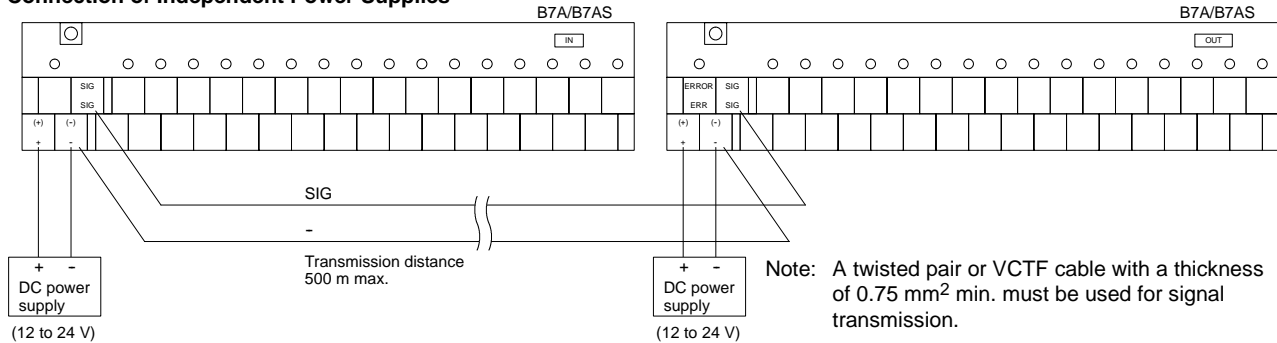 Connection of Independent Power Supplies
B7A/B7AS
B7A/B7AS
IN
OUT
SIG
SIG
ERROR SIG
ERR SIG
(+) (-)
+ -
(+) (-)
+ -
SIG
-
Transmission distance
500 m max.
+ -
DC power
supply
(12 to 24 V)
+ -
DC power
supply
(12 to 24 V)
Note: A twisted pair or VCTF cable with a thickness
of 0.75 mm2 min. must be used for signal
transmission.